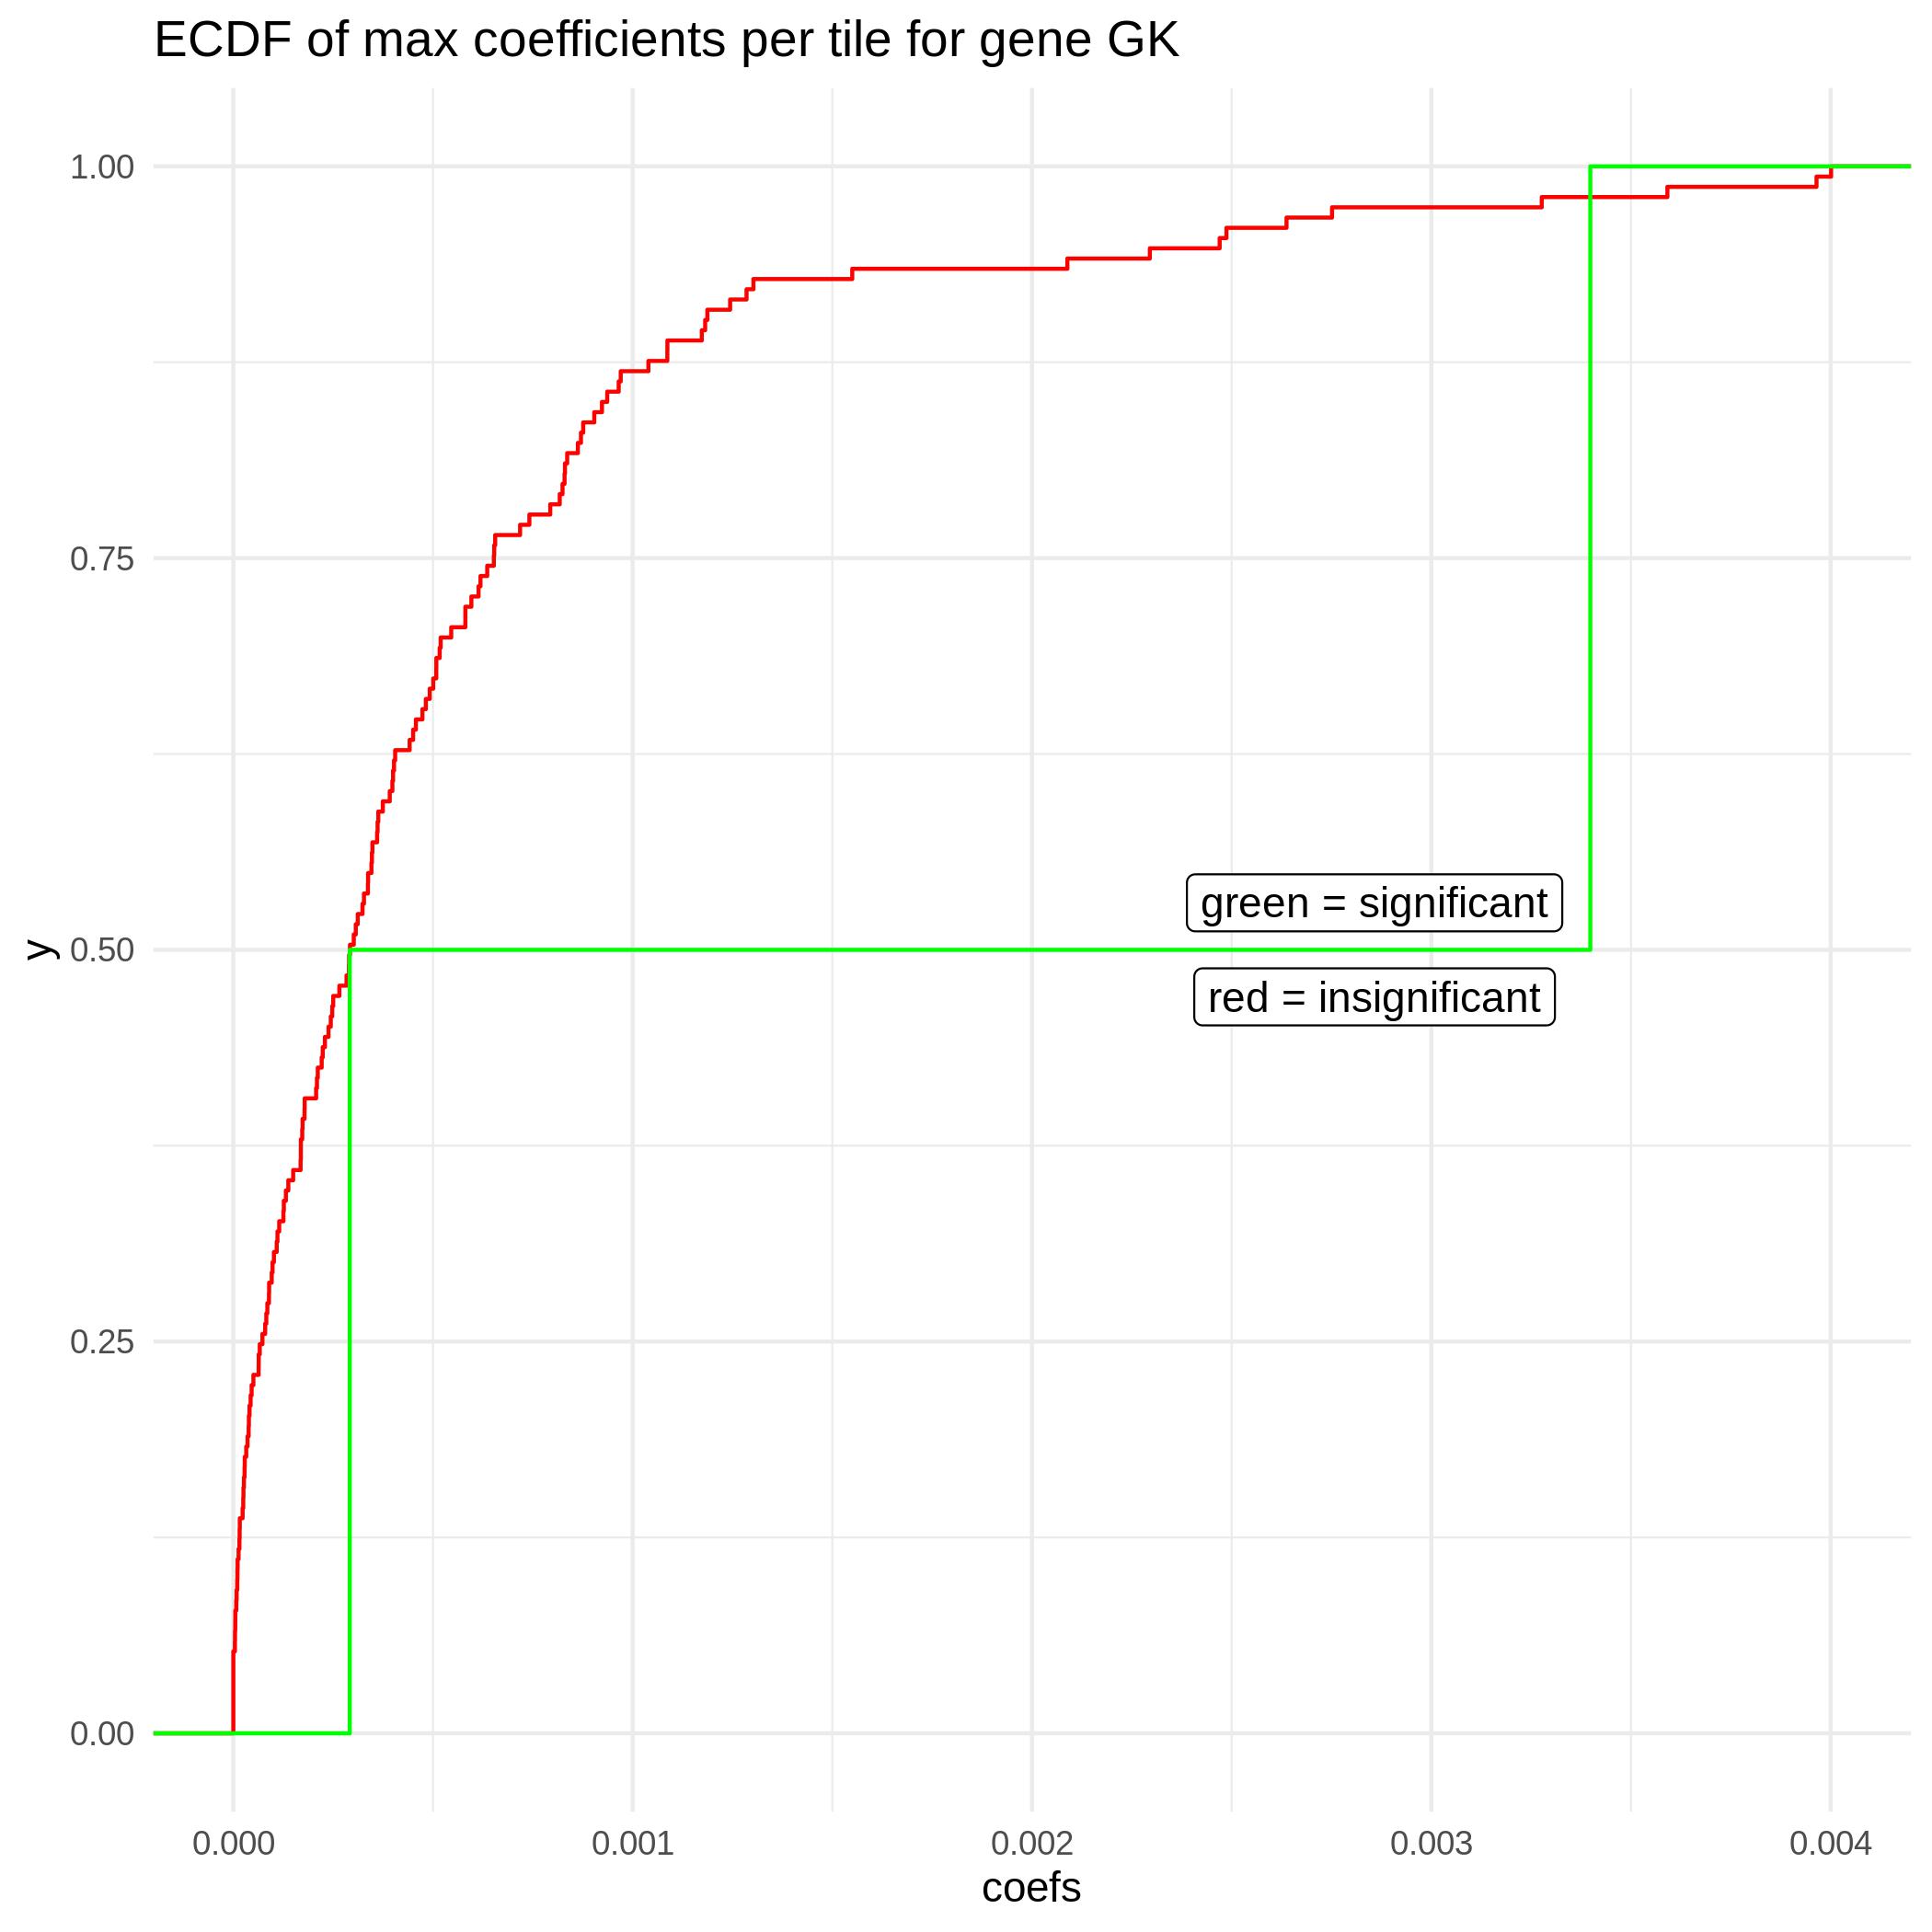 ECDF of max coefficients per tile for gene GK
1.00
0.75
0.50
0.25
0.00
y
green = significant
red = insignificant
0.000 0.001 0.002 0.003 0.004
coefs